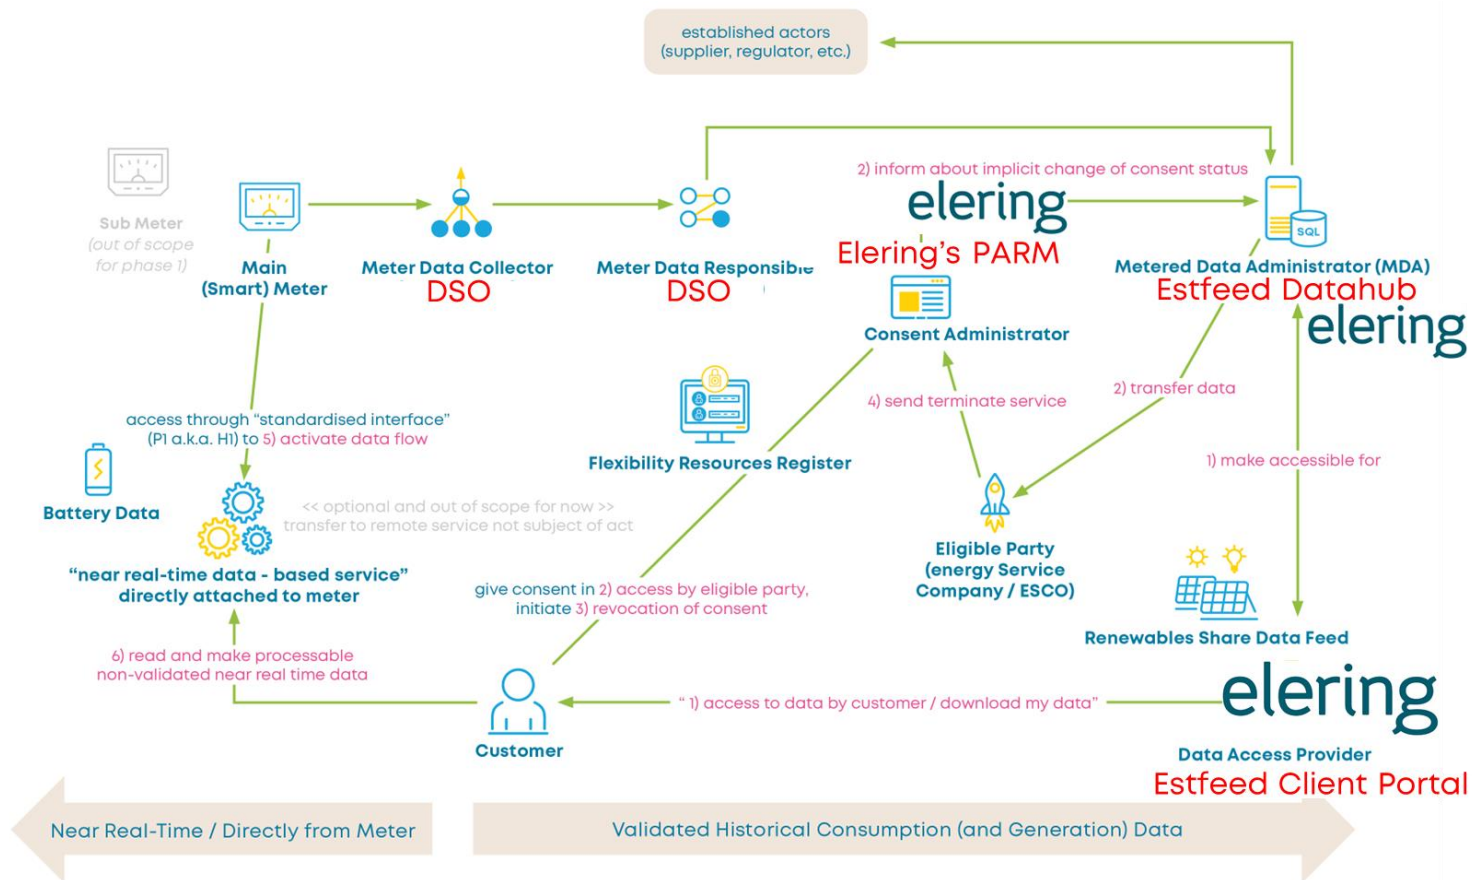 established actors
(supplier, regulator, etc.)
2) inform about implicit change of consent status
elering
Elering's PARM
SQL
Sub Meter
(out of scope
for phase 1)
Main
(Smart) Meter
Meter Data Collector
DSO
Meter Data Responsible
DSO
Metered Data Administrator (MDA)
Estfeed Datahub
elering
Consent Administrator
2) transfer data
4) send terminate service
access through “standardised interface”
(P1 a.k.a. H1) to 5) activate data flow
Flexibility Resources Register
1) make accessible for
Battery Data
<< optional and out of scope for now >>
transfer to remote service not subject of act
“near real-time data - based service”
directly attached to meter
Eligible Party
(energy Service
Company / ESCO)
give consent in 2) access by eligible party,
initiate 3) revocation of consent
Renewables Share Data Feed
6) read and make processable
non-validated near real time data
“ 1) access to data by customer / download my data”
elering
Customer
Data Access Provider
Estfeed Client Portal
Near Real-Time / Directly from Meter
Validated Historical Consumption (and Generation) Data